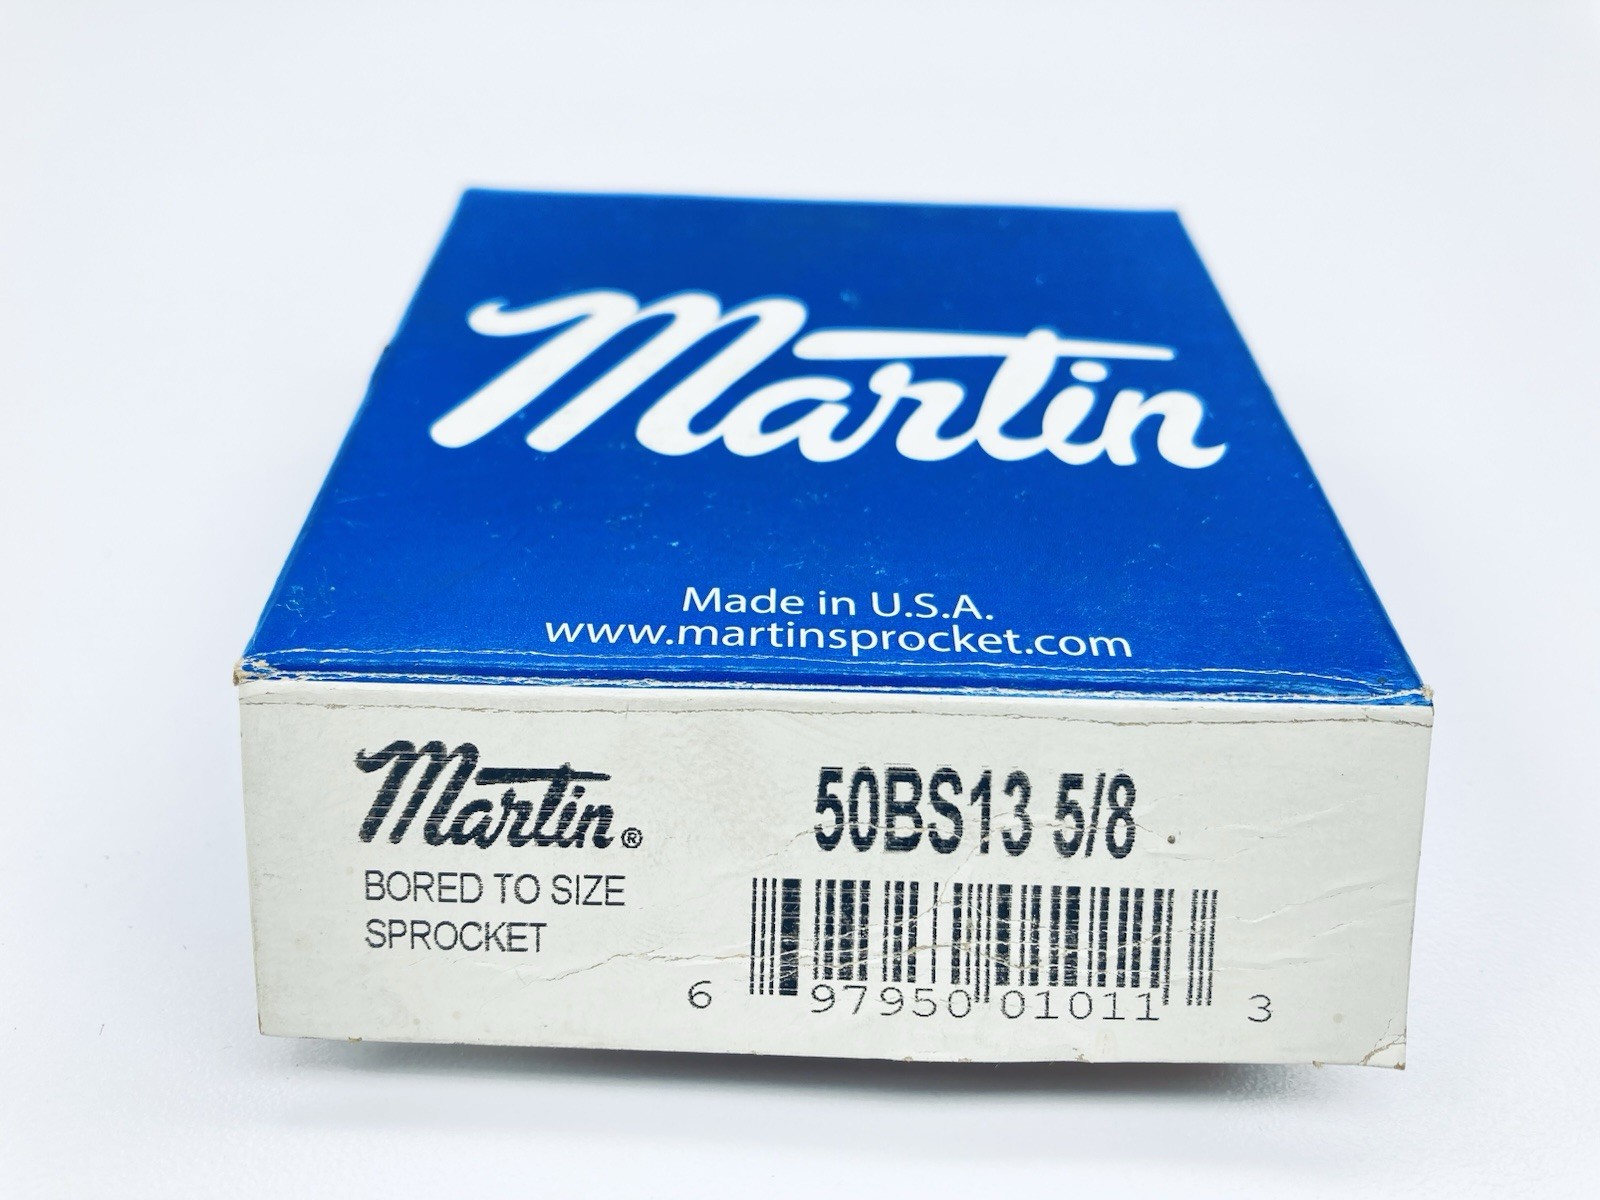 Martin
Made in U.S.A.
www.martinsprocket.com
Martin®
BORED TO SIZE
SPROCKET
50BS13 5/8
6 97950 01011 3